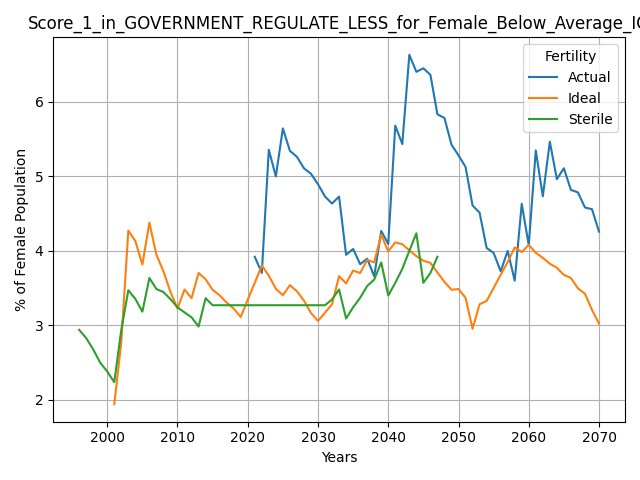 Score_1_in_GOVERNMENT_REGULATE_LESS_for_Female_Below_Average_IQ
Fertility
Actual
Ideal
Sterile
% of Female Population
6
5
4
3
2
2000 2010 2020 2030 2040 2050 2060 2070
Years